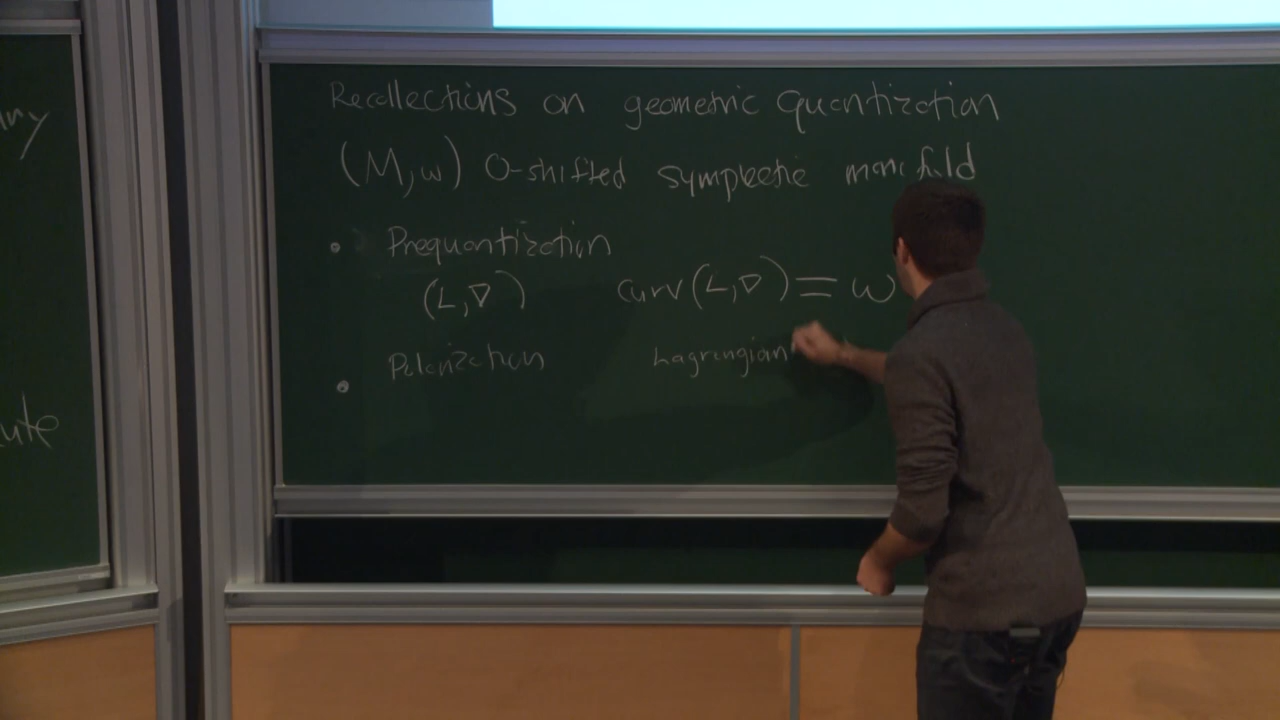 Recollections on geometric Quantization
(M,ω) 0-shifted symplectic manifold
• Prequantization
(L,∇) curv(L,∇) = ω
• Polarization Lagrangian